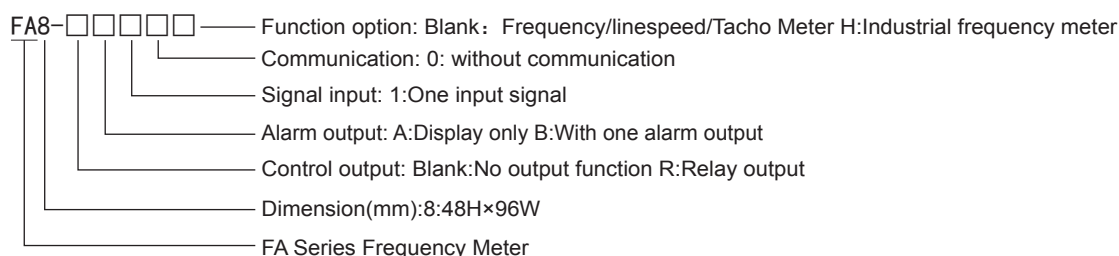 FA8-□□□□□ Function option: Blank：Frequency/linespeed/Tacho Meter H:Industrial frequency meter
Communication: 0: without communication
Signal input: 1:One input signal
Alarm output: A:Display only B:With one alarm output
Control output: Blank:No output function R:Relay output
Dimension(mm):8:48H×96W
FA Series Frequency Meter